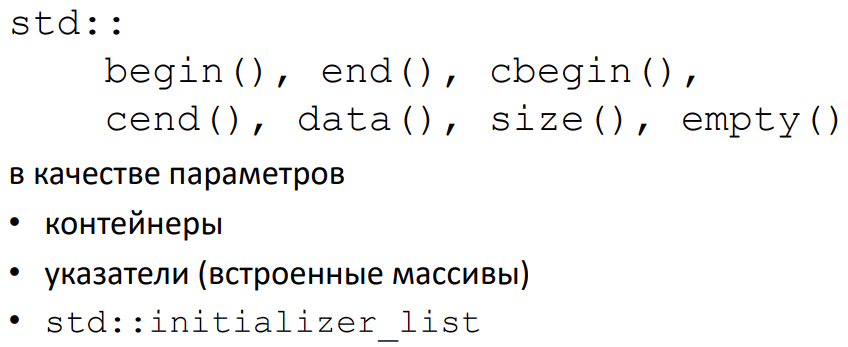 std::
begin(), end(), cbegin(),
cend(), data(), size(), empty()
в качестве параметров
• контейнеры
• указатели (встроенные массивы)
• std::initializer_list